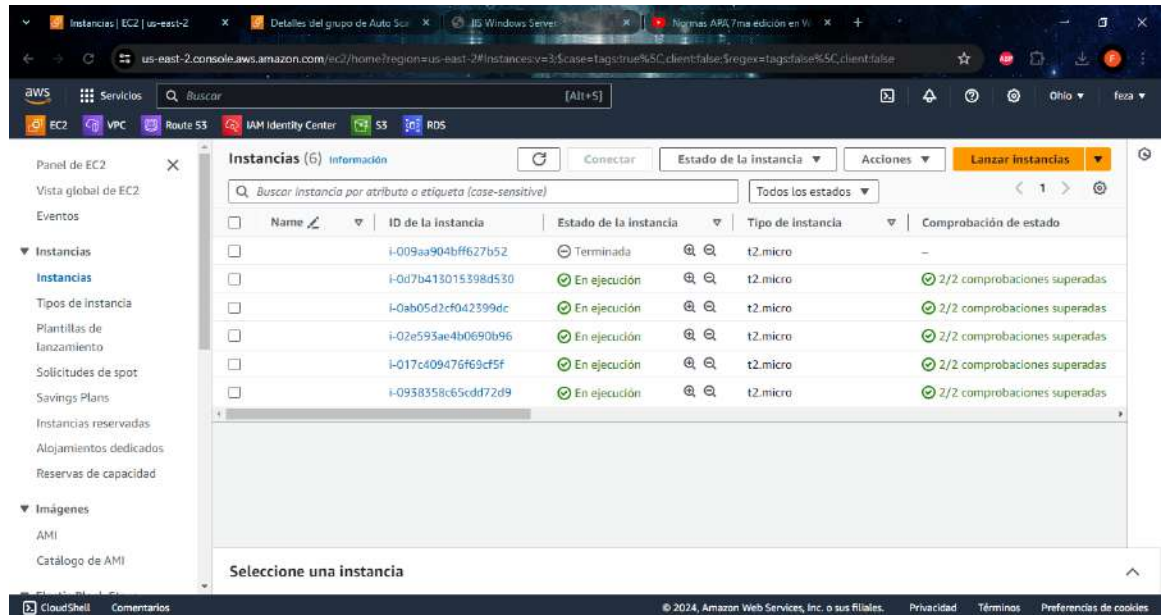 Instancias | EC2 | us-east-2
Detalles del grupo de Auto Sca
IIS Windows Server
Normas APA 7ma edición en W
us-east-2.console.aws.amazon.com/ec2/home?region=us-east-2#Instances:v=3;$case=tags:true%5C,client:false;$regex=tags:false%5C,client:false
aws Servicios Buscar [Alt+S] Ohio feza
EC2 VPC Route 53 IAM Identity Center S3 RDS
Panel de EC2
Vista global de EC2
Eventos
Instancias
Instancias
Tipos de instancia
Plantillas de
lanzamiento
Solicitudes de spot
Savings Plans
Instancias reservadas
Alojamientos dedicados
Reservas de capacidad
Imágenes
AMI
Catálogo de AMI
Instancias (6) Información Conectar Estado de la instancia Acciones Lanzar instancias
Buscar Instancia por atributo o etiqueta (case-sensitive) Todos los estados 1
Name ID de la instancia Estado de la instancia Tipo de instancia Comprobación de estado
i-009aa904bff627b52 Terminada t2.micro –
i-0d7b413015398d530 En ejecución t2.micro 2/2 comprobaciones superadas
i-0ab05d2cf042399dc En ejecución t2.micro 2/2 comprobaciones superadas
i-02e593ae4b0690b96 En ejecución t2.micro 2/2 comprobaciones superadas
i-017c409476f69cf5f En ejecución t2.micro 2/2 comprobaciones superadas
i-0938358c65cdd72d9 En ejecución t2.micro 2/2 comprobaciones superadas
Seleccione una instancia
CloudShell Comentarios © 2024, Amazon Web Services, Inc. o sus filiales. Privacidad Términos Preferencias de cookies